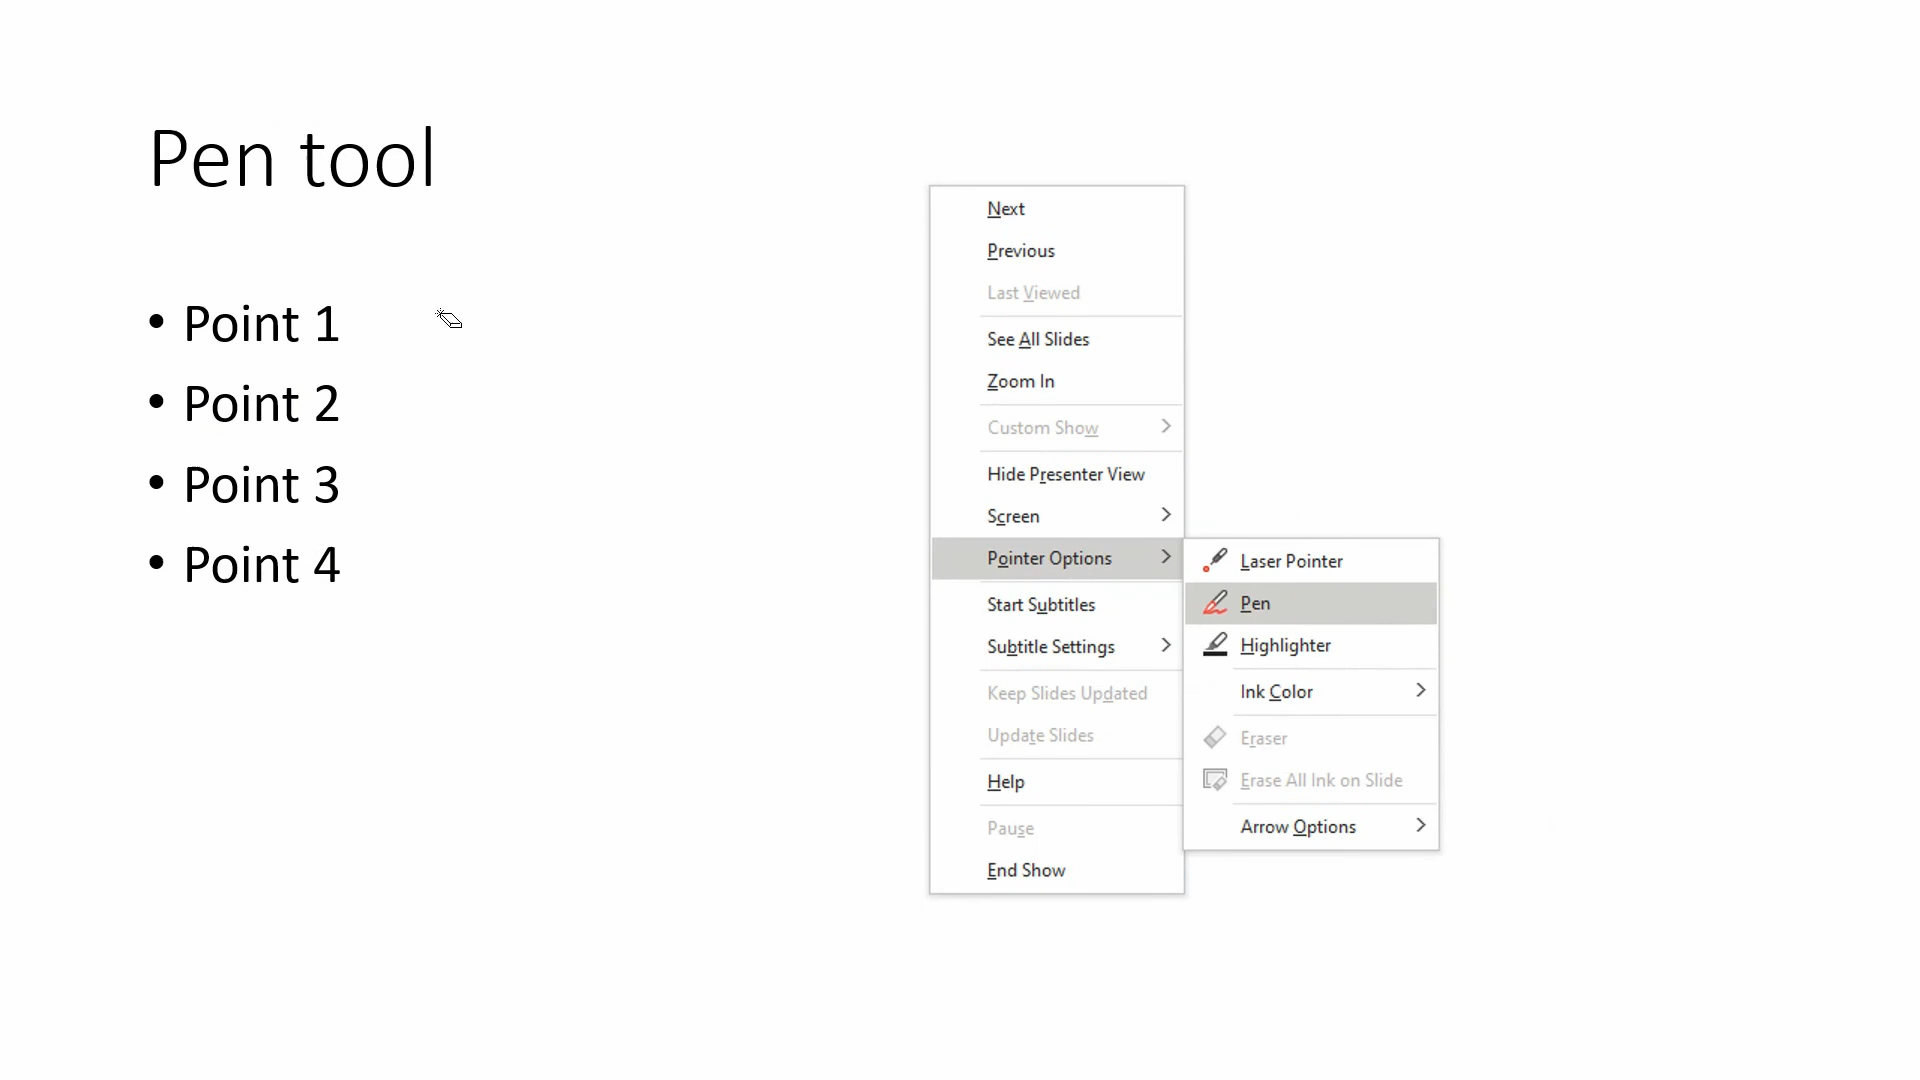 Pen tool
• Point 1
• Point 2
• Point 3
• Point 4
Next
Previous
Last Viewed
See All Slides
Zoom In
Custom Show
Hide Presenter View
Screen
Pointer Options
Start Subtitles
Subtitle Settings
Keep Slides Updated
Update Slides
Help
Pause
End Show
Laser Pointer
Pen
Highlighter
Ink Color
Eraser
Erase All Ink on Slide
Arrow Options